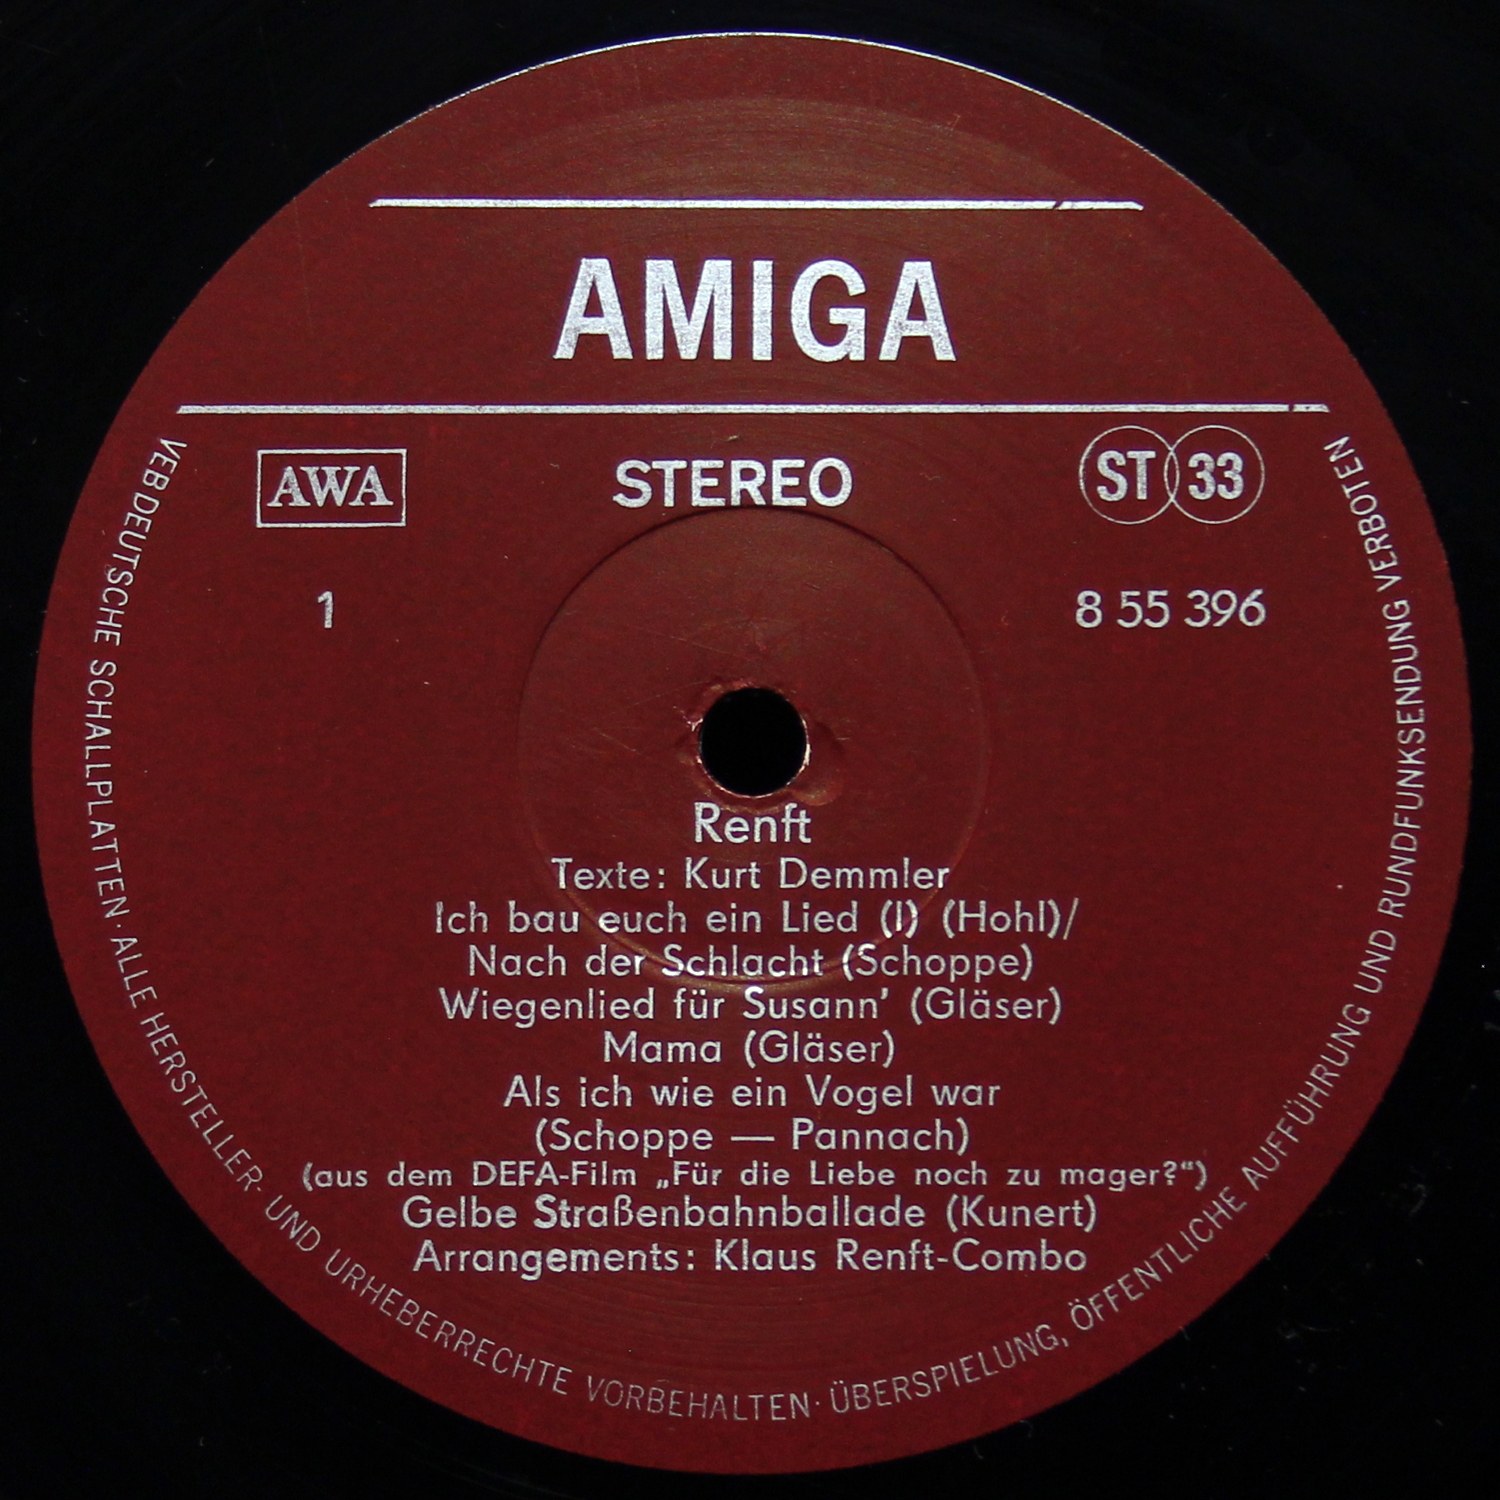 AMIGA
AWA
STEREO
ST 33
1
8 55 396
Renft
Texte: Kurt Demmler
Ich bau euch ein Lied (I) (Hohl)/
Nach der Schlacht (Schoppe)
Wiegenlied für Susann’ (Gläser)
Mama (Gläser)
Als ich wie ein Vogel war
(Schoppe — Pannach)
(aus dem DEFA-Film „Für die Liebe noch zu mager?“)
Gelbe Straßenbahnballade (Kunert)
Arrangements: Klaus Renft-Combo
VEB DEUTSCHE SCHALLPLATTEN · ALLE HERSTELLER- UND URHEBERRECHTE VORBEHALTEN · ÜBERSPIELUNG, ÖFFENTLICHE AUFFÜHRUNG UND RUNDFUNKSENDUNG VERBOTEN